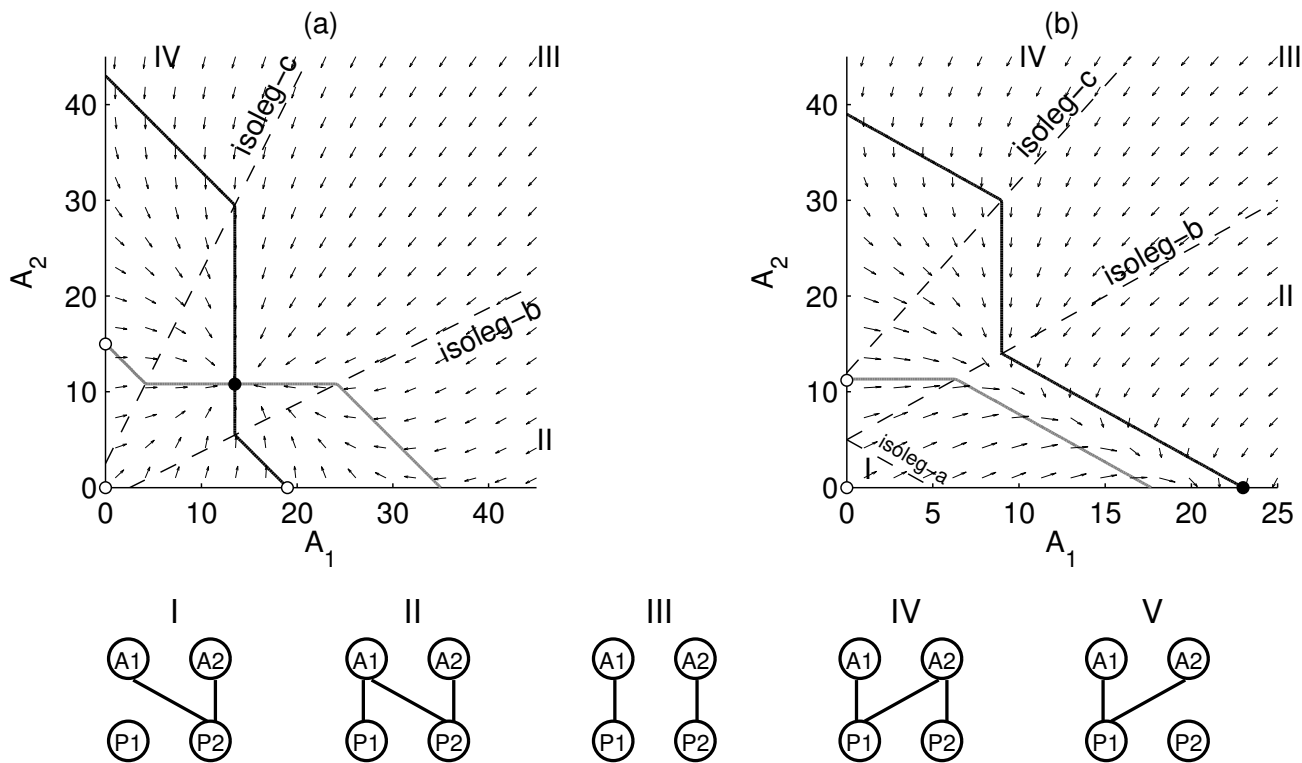 (a)
IV
III
isoleg-c
isoleg-b
II
40
30
20
10
0
0
10
20
30
40
A2
A1
(b)
IV
III
isoleg-c
isoleg-b
II
isoleg-a
I
40
30
20
10
0
0
5
10
15
20
25
A2
A1
I
II
III
IV
V
A1 A2 A1 A2 A1 A2 A1 A2 A1 A2
P1 P2 P1 P2 P1 P2 P1 P2 P1 P2